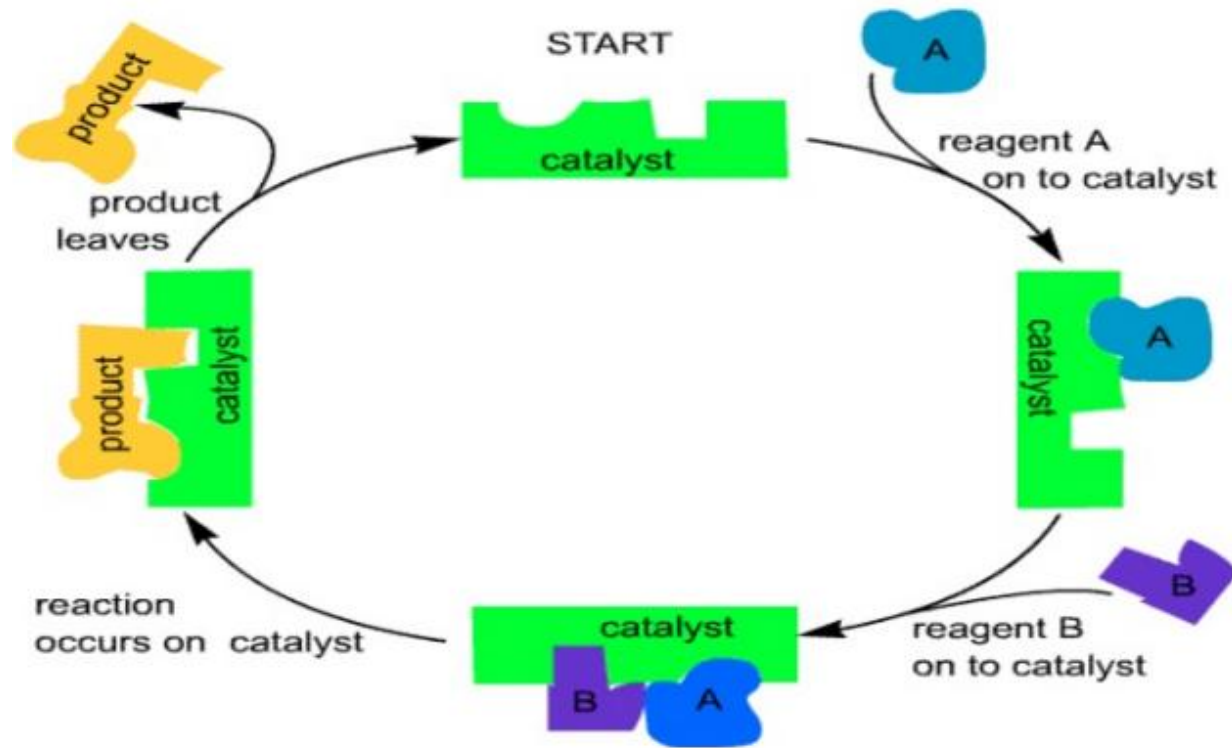 START
catalyst
A
reagent A
on to catalyst
catalyst
A
B
reagent B
on to catalyst
catalyst
B
A
reaction
occurs on catalyst
catalyst
product
product
leaves
product